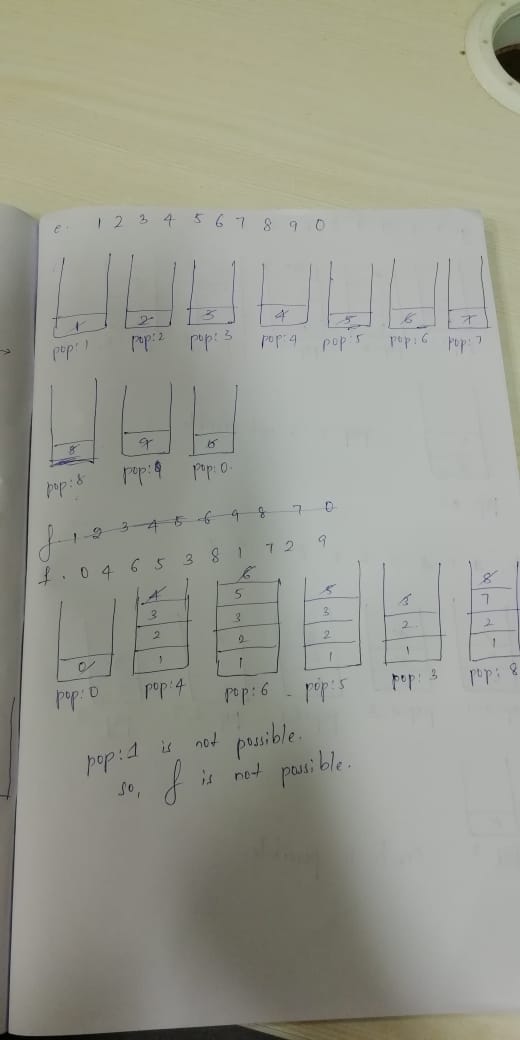 e. 1 2 3 4 5 6 7 8 9 0
1 2 3 4 5 6 7
pop:1 pop:2 pop:3 pop:4 pop:5 pop:6 pop:7
8 9 0
pop:8 pop:9 pop:0.
f. 1 2 3 4 5 6 9 8 7 0
f. 0 4 6 5 3 8 1 7 2 9
0 4 3 2 1 6 5 3 2 1 5 3 2 1 3 2 1 8 7 2 1
pop:0 pop:4 pop:6 pop:5 pop:3 pop:8
pop:1 is not possible.
so, f is not possible.